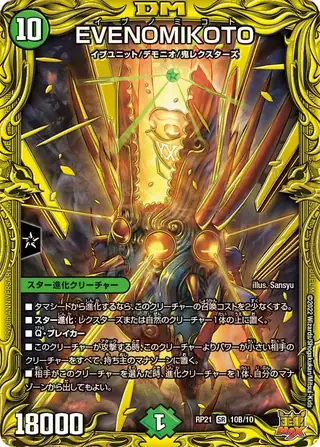 DM
10
イブノミコト
EVENOMIKOTO
イブユニット/デモニオ/鬼レクスターズ
illus. Sansyu
スター進化クリーチャー
■タマシードから進化するなら、このクリーチャーの召喚コストを2少なくする。
■スター進化:レクスターズまたは自然のクリーチャー1体の上に置く。
■Q・ブレイカー
■このクリーチャーが攻撃する時、このクリーチャーよりパワーが小さい相手の
クリーチャーをすべて、持ち主のマナゾーンに置く。
■相手がこのクリーチャーを選んだ時、進化クリーチャーを1体、自分のマナ
ゾーンから出してもよい。
18000
1
RP21 SR 10B/10